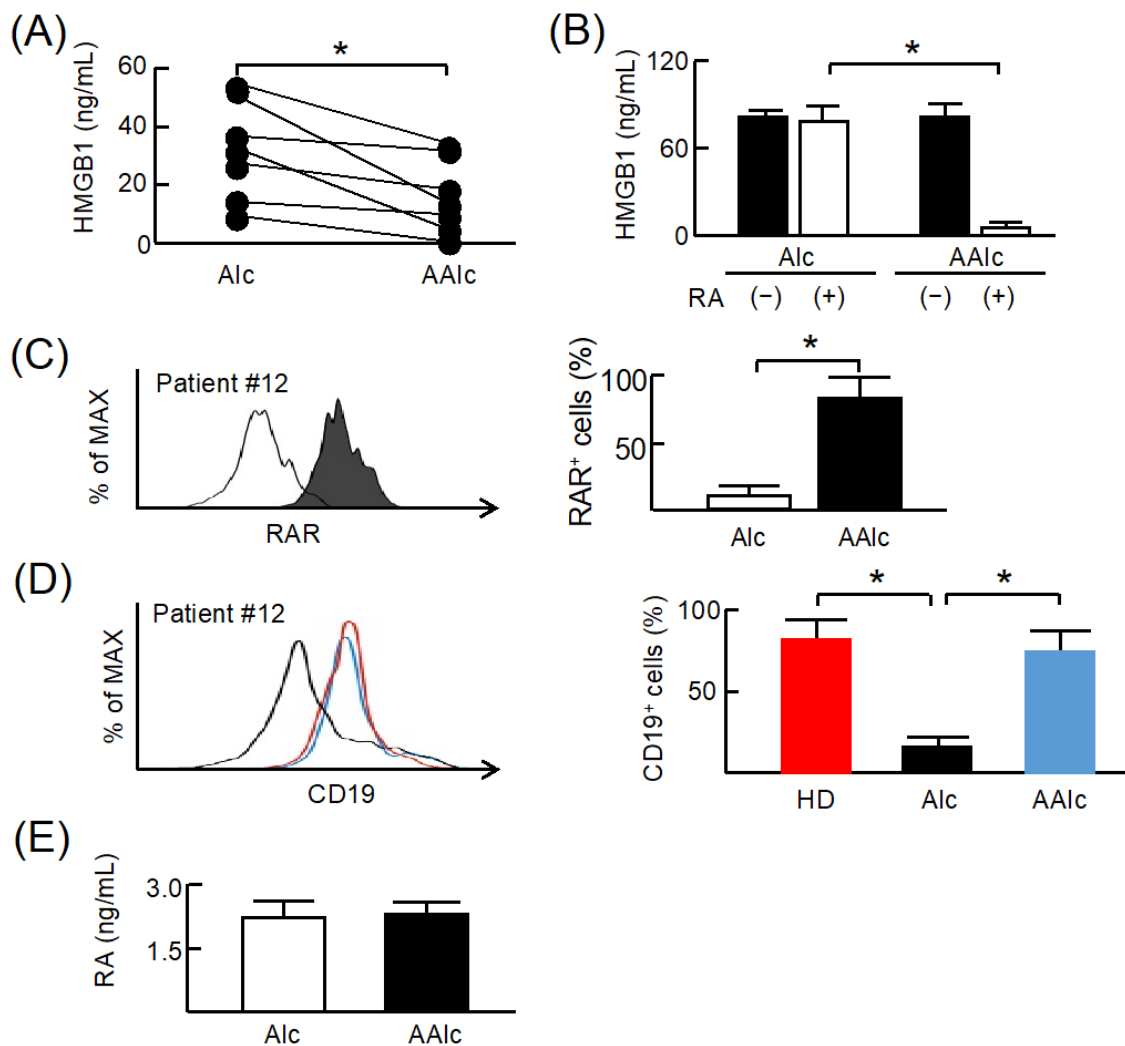 (A)
HMGB1 (ng/mL)
60
40
20
0
*
Alc
AAlc
(B)
HMGB1 (ng/mL)
120
60
0
*
Alc
AAlc
RA (−) (+) (−) (+)
(C)
% of MAX
Patient #12
RAR
RAR⁺ cells (%)
100
50
*
Alc
AAlc
(D)
% of MAX
Patient #12
CD19
CD19⁺ cells (%)
100
50
*
*
HD
Alc
AAlc
(E)
RA (ng/mL)
3.0
1.5
Alc
AAlc